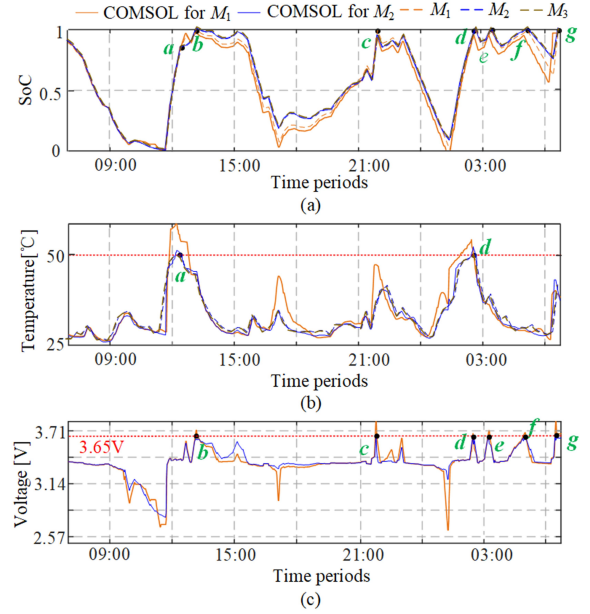 COMSOL for M₁ COMSOL for M₂ M₁ M₂ M₃
1
0.5
0
SoC
a b c d e f g
09:00 15:00 21:00 03:00
Time periods
(a)
50
25
Temperature[℃]
a d
09:00 15:00 21:00 03:00
Time periods
(b)
3.71
3.14
2.57
Voltage [V]
3.65V
b c d e f g
09:00 15:00 21:00 03:00
Time periods
(c)